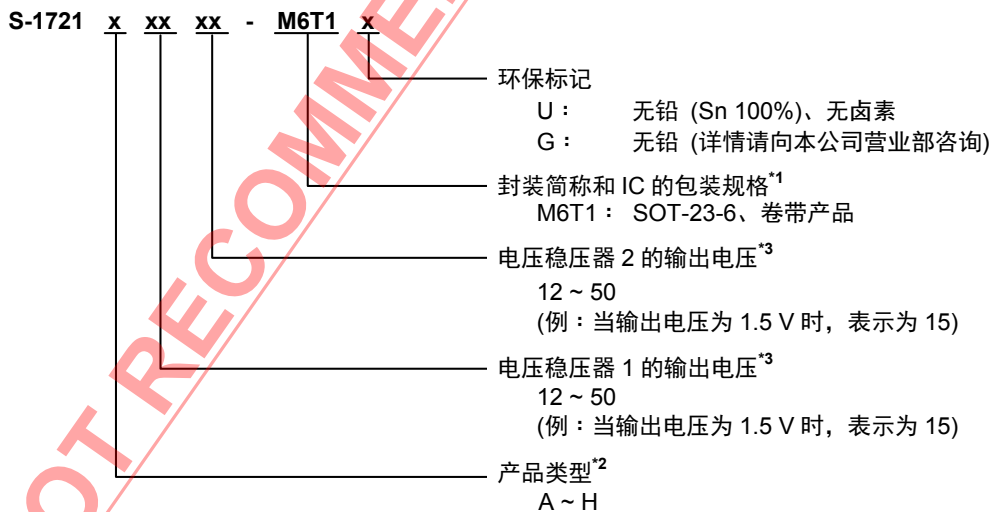 S-1721 x xx xx - M6T1 x
环保标记
U： 无铅 (Sn 100%)、无卤素
G： 无铅 (详情请向本公司营业部咨询)
封装简称和 IC 的包装规格*1
M6T1： SOT-23-6、卷带产品
电压稳压器 2 的输出电压*3
12 ~ 50
(例：当输出电压为 1.5 V 时，表示为 15)
电压稳压器 1 的输出电压*3
12 ~ 50
(例：当输出电压为 1.5 V 时，表示为 15)
产品类型*2
A ~ H
OT RECOMME